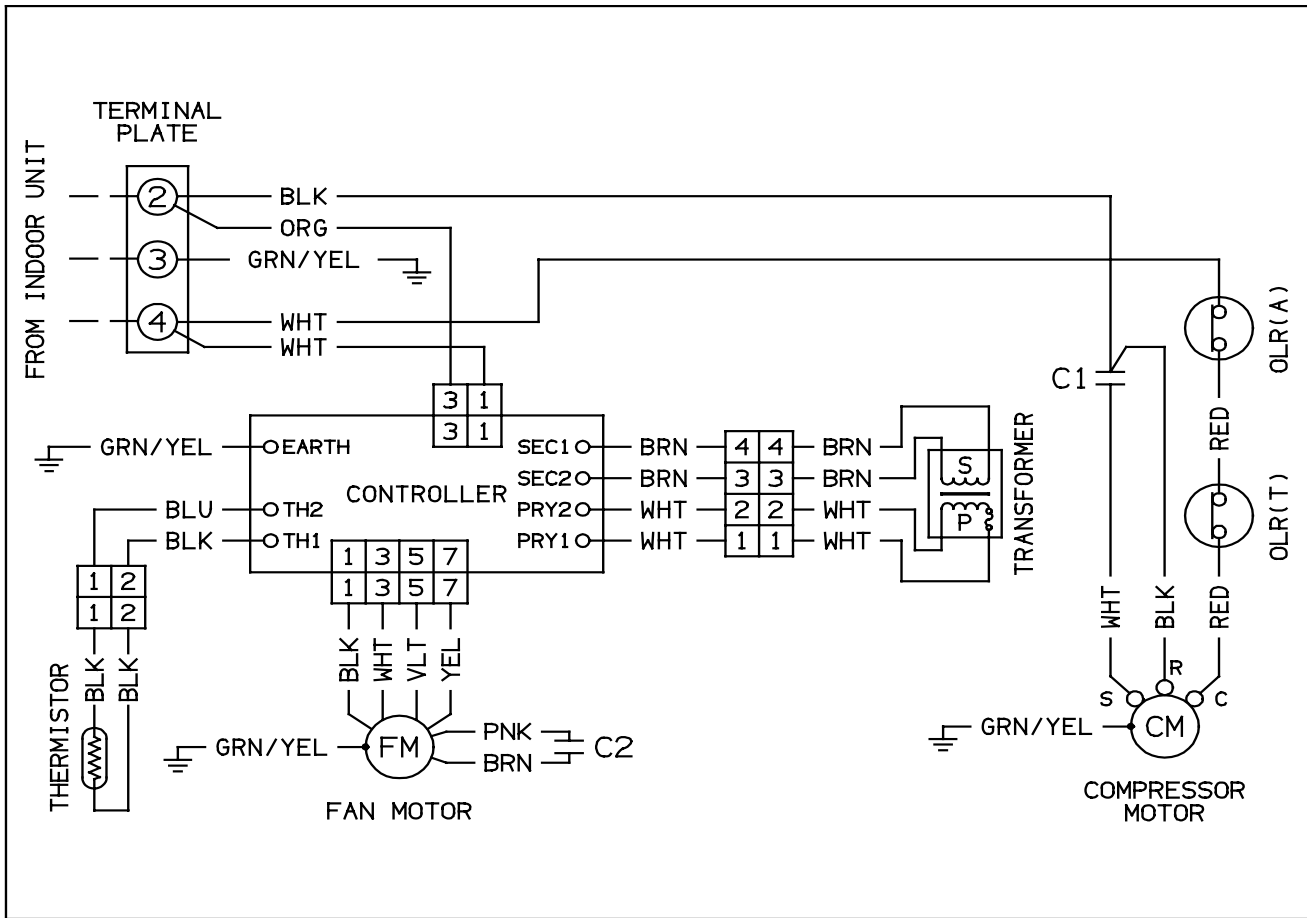 TERMINAL
PLATE
FROM INDOOR UNIT
2
BLK
ORG
3
GRN/YEL
4
WHT
WHT
OLR(A)
C1
3 1
3 1
RED
GRN/YEL
EARTH
SEC1
BRN
4 4
BRN
SEC2
BRN
3 3
BRN
S
TRANSFORMER
CONTROLLER
BLU
TH2
PRY2
WHT
2 2
WHT
P
BLK
TH1
PRY1
WHT
1 1
WHT
OLR(T)
1 3 5 7
1 3 5 7
1 2
1 2
WHT
BLK
RED
BLK
WHT
VLT
YEL
THERMISTOR
BLK
BLK
R
S
C
GRN/YEL
FM
PNK
BRN
C2
GRN/YEL
CM
FAN MOTOR
COMPRESSOR
MOTOR